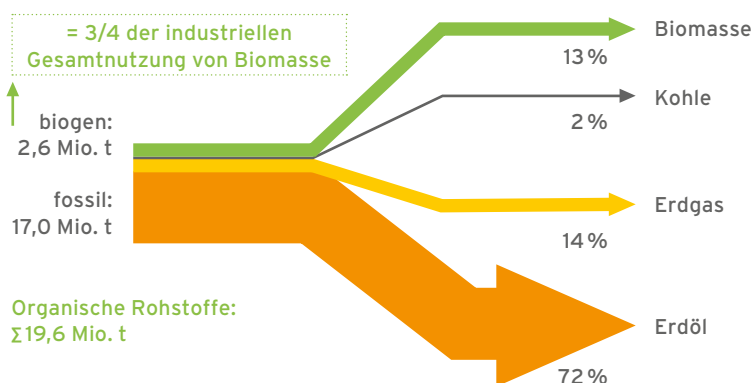 = 3/4 der industriellen
Gesamtnutzung von Biomasse
biogen:
2,6 Mio. t
fossil:
17,0 Mio. t
Organische Rohstoffe:
∑19,6 Mio. t
Biomasse
13 %
Kohle
2 %
Erdgas
14 %
Erdöl
72 %